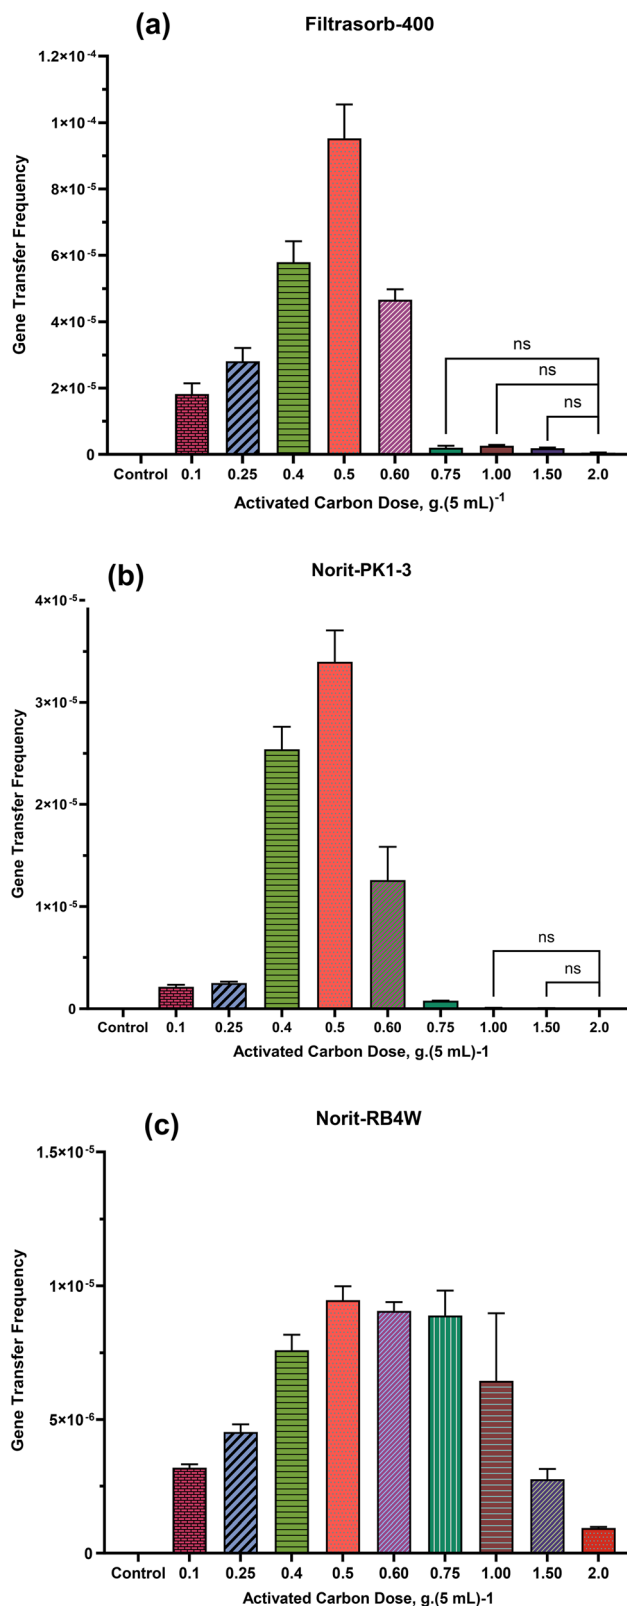 (a) Filtrasorb-400
1.2×10⁻⁴
1×10⁻⁴
8×10⁻⁵
6×10⁻⁵
4×10⁻⁵
2×10⁻⁵
0
Gene Transfer Frequency
ns
ns
ns
Control 0.1 0.25 0.4 0.5 0.60 0.75 1.00 1.50 2.0
Activated Carbon Dose, g.(5 mL)⁻¹
(b) Norit-PK1-3
4×10⁻⁵
3×10⁻⁵
2×10⁻⁵
1×10⁻⁵
0
Gene Transfer Frequency
ns
ns
Control 0.1 0.25 0.4 0.5 0.60 0.75 1.00 1.50 2.0
Activated Carbon Dose, g.(5 mL)-1
(c) Norit-RB4W
1.5×10⁻⁵
1×10⁻⁵
5×10⁻⁶
0
Gene Transfer Frequency
Control 0.1 0.25 0.4 0.5 0.60 0.75 1.00 1.50 2.0
Activated Carbon Dose, g.(5 mL)-1